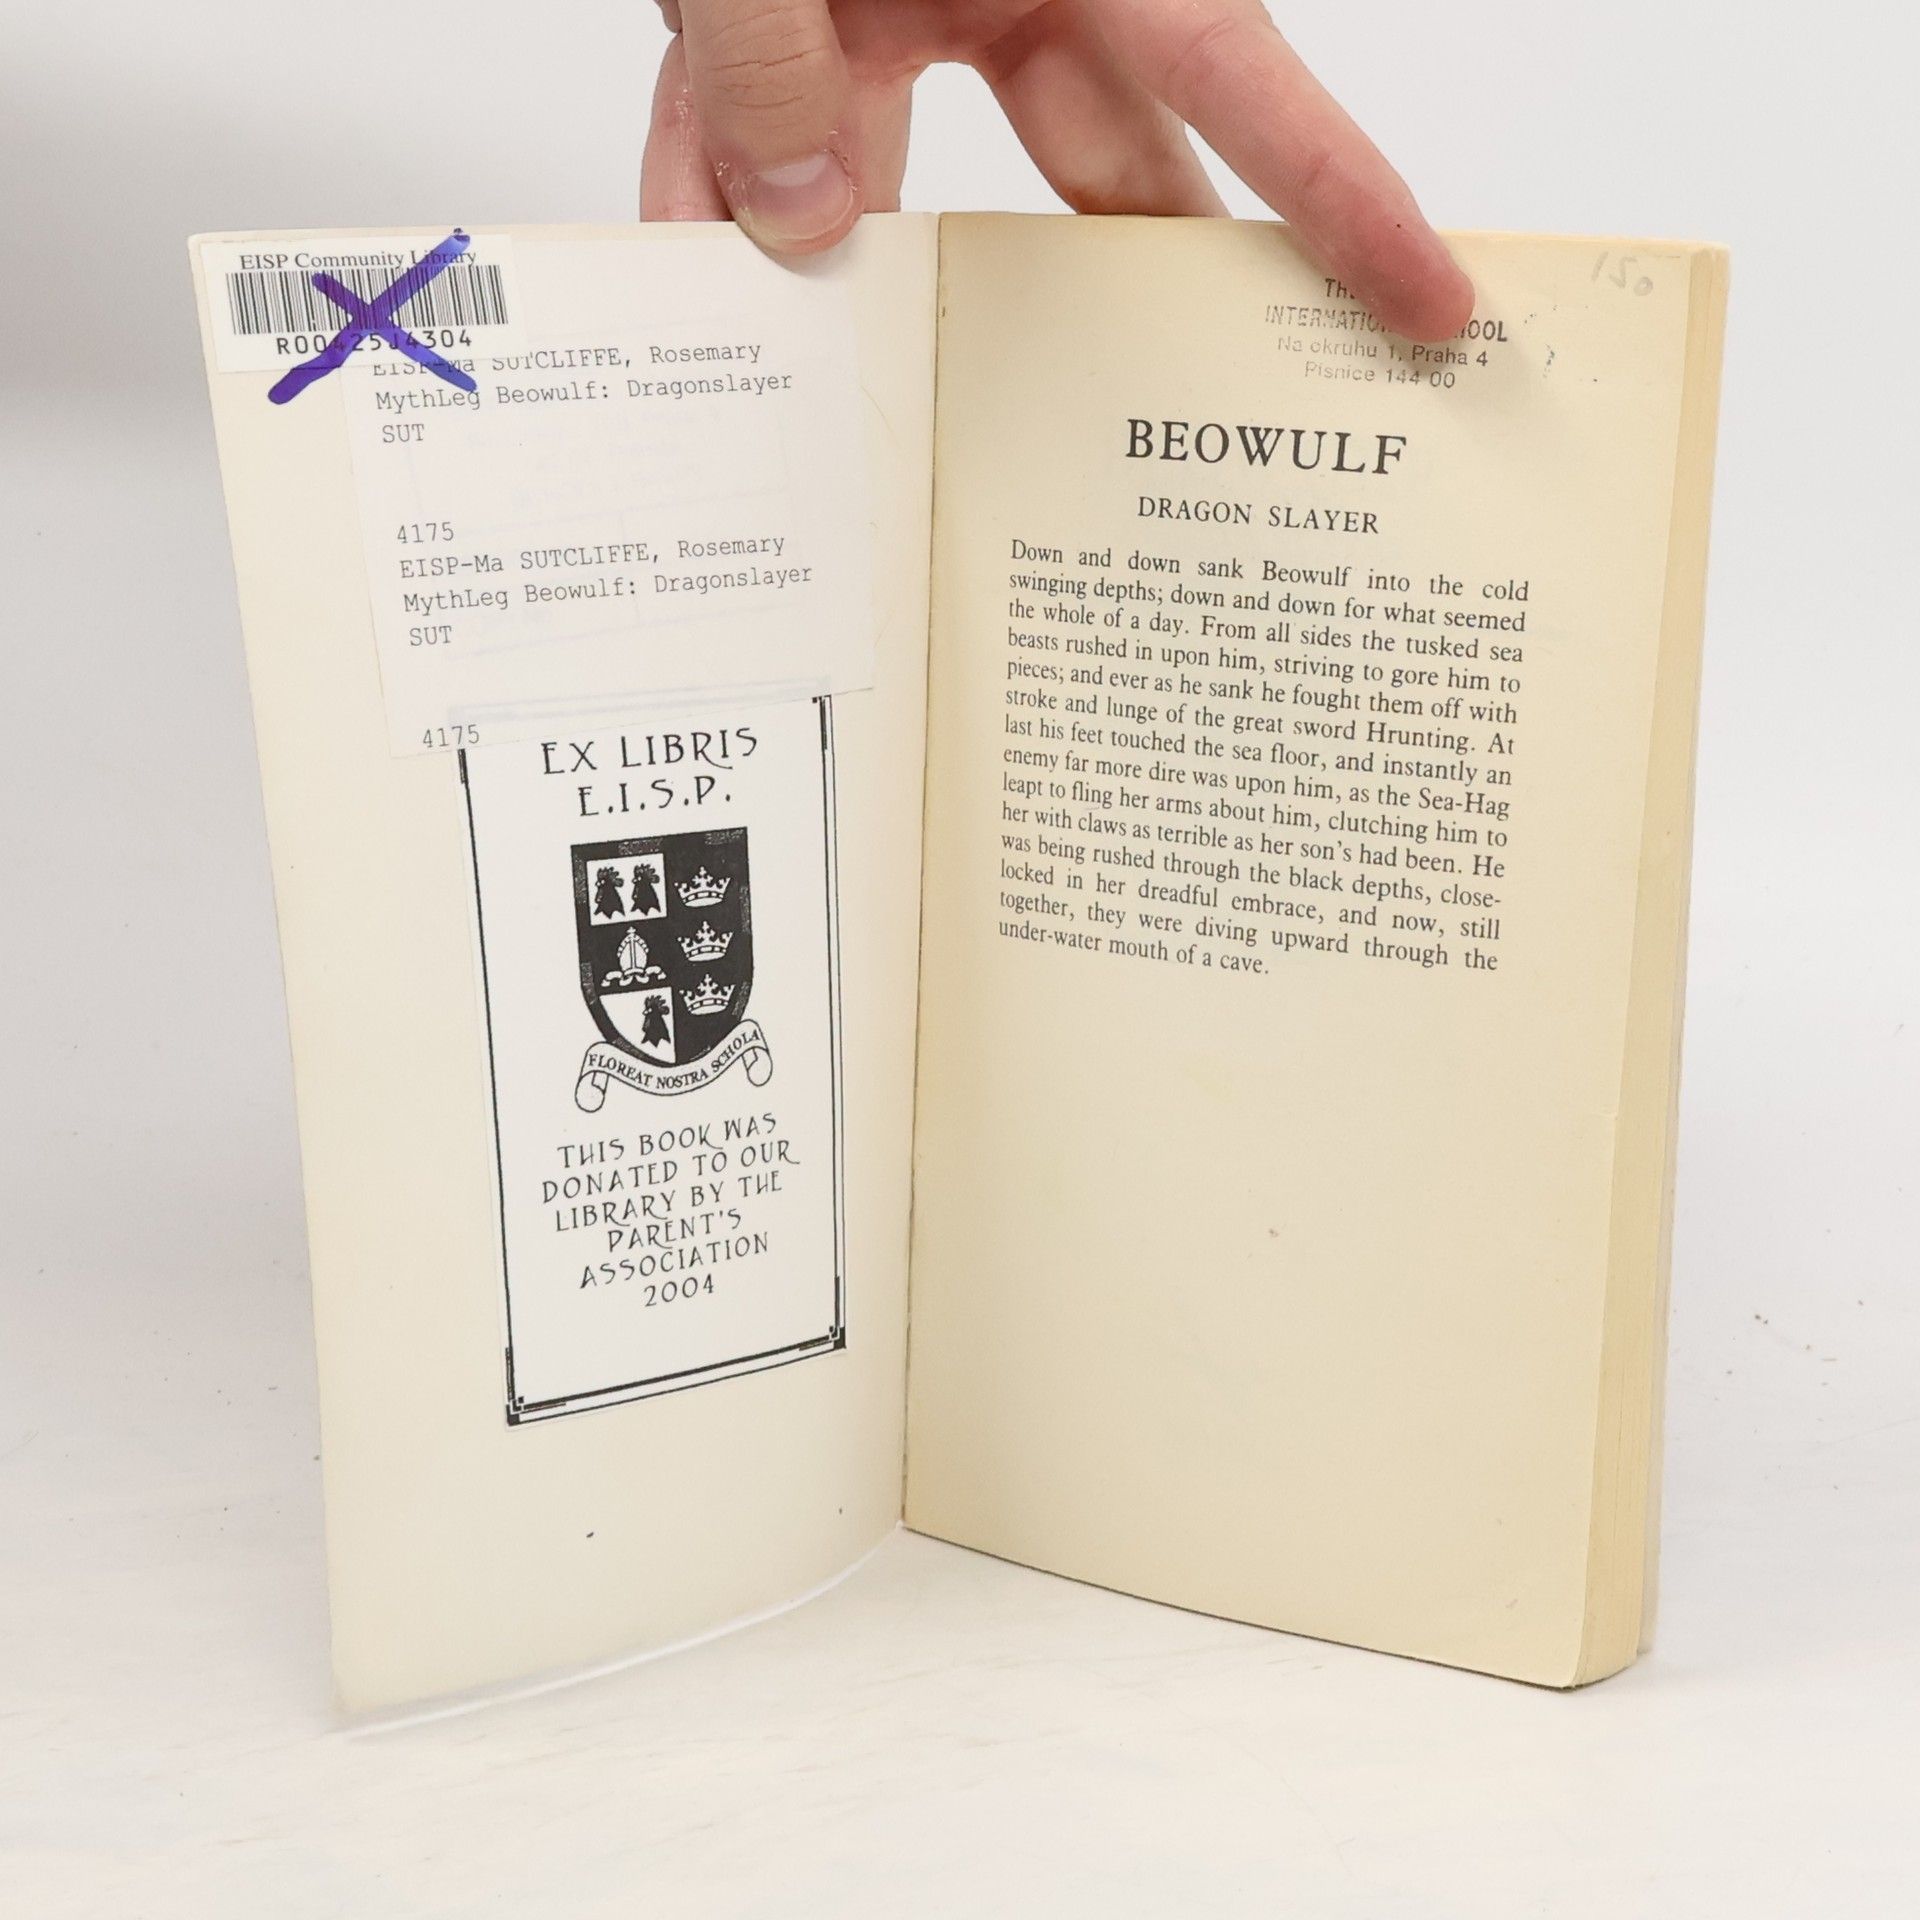 EISP Community Library
EISP-Ma SUTCLIFFE, Rosemary
MythLeg Beowulf: Dragonslayer
SUT
4175
EISP-Ma SUTCLIFFE, Rosemary
MythLeg Beowulf: Dragonslayer
SUT
4175
EX LIBRIS
E.I.S.P.
FLOREAT NOSTRA SCHOLA
THIS BOOK WAS
DONATED TO OUR
LIBRARY BY THE
PARENT'S
ASSOCIATION
2004
150
Na okruhu 1, Praha 4
Pisnice 144 00
BEOWULF
DRAGON SLAYER
Down and down sank Beowulf into the cold
swinging depths; down and down for what seemed
the whole of a day. From all sides the tusked sea
beasts rushed in upon him, striving to gore him to
pieces; and ever as he sank he fought them off with
stroke and lunge of the great sword Hrunting. At
last his feet touched the sea floor, and instantly an
enemy far more dire was upon him, as the Sea-Hag
leapt to fling her arms about him, clutching him to
her with claws as terrible as her son's had been. He
was being rushed through the black depths, close-
locked in her dreadful embrace, and now, still
together, they were diving upward through the
under-water mouth of a cave.